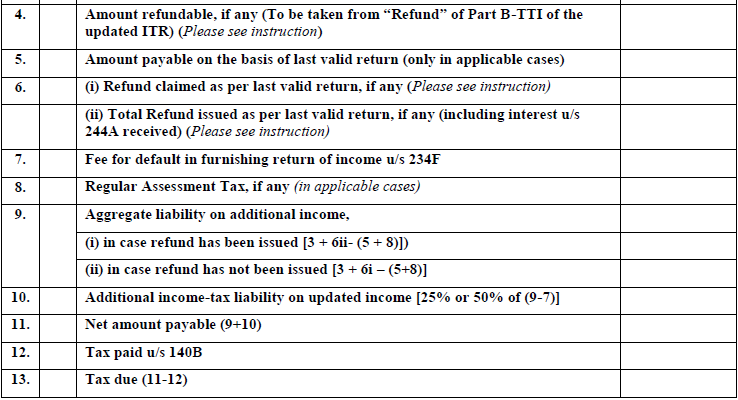 4. Amount refundable, if any (To be taken from “Refund” of Part B-TTI of the
updated ITR) (Please see instruction)
5. Amount payable on the basis of last valid return (only in applicable cases)
6. (i) Refund claimed as per last valid return, if any (Please see instruction)
(ii) Total Refund issued as per last valid return, if any (including interest u/s
244A received) (Please see instruction)
7. Fee for default in furnishing return of income u/s 234F
8. Regular Assessment Tax, if any (in applicable cases)
9. Aggregate liability on additional income,
(i) in case refund has been issued [3 + 6ii- (5 + 8)])
(ii) in case refund has not been issued [3 + 6i – (5+8)]
10. Additional income-tax liability on updated income [25% or 50% of (9-7)]
11. Net amount payable (9+10)
12. Tax paid u/s 140B
13. Tax due (11-12)